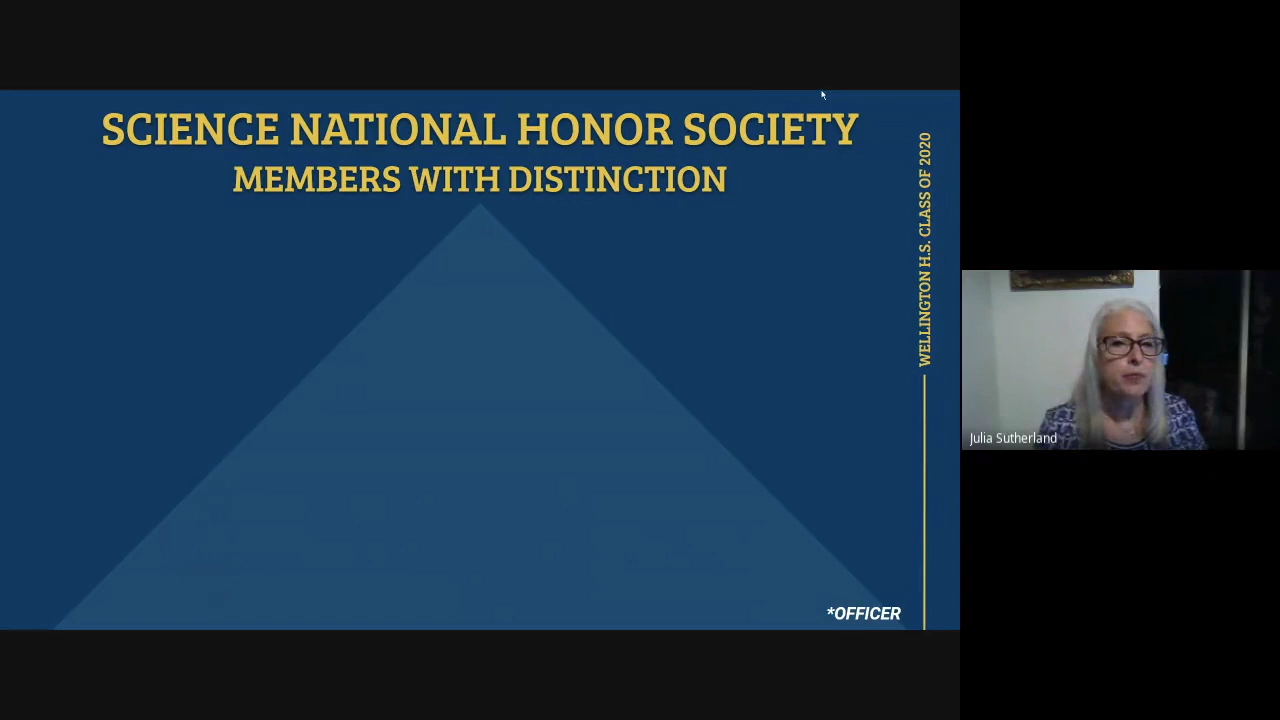 SCIENCE NATIONAL HONOR SOCIETY
MEMBERS WITH DISTINCTION
WELLINGTON H.S. CLASS OF 2020
*OFFICER
Julia Sutherland